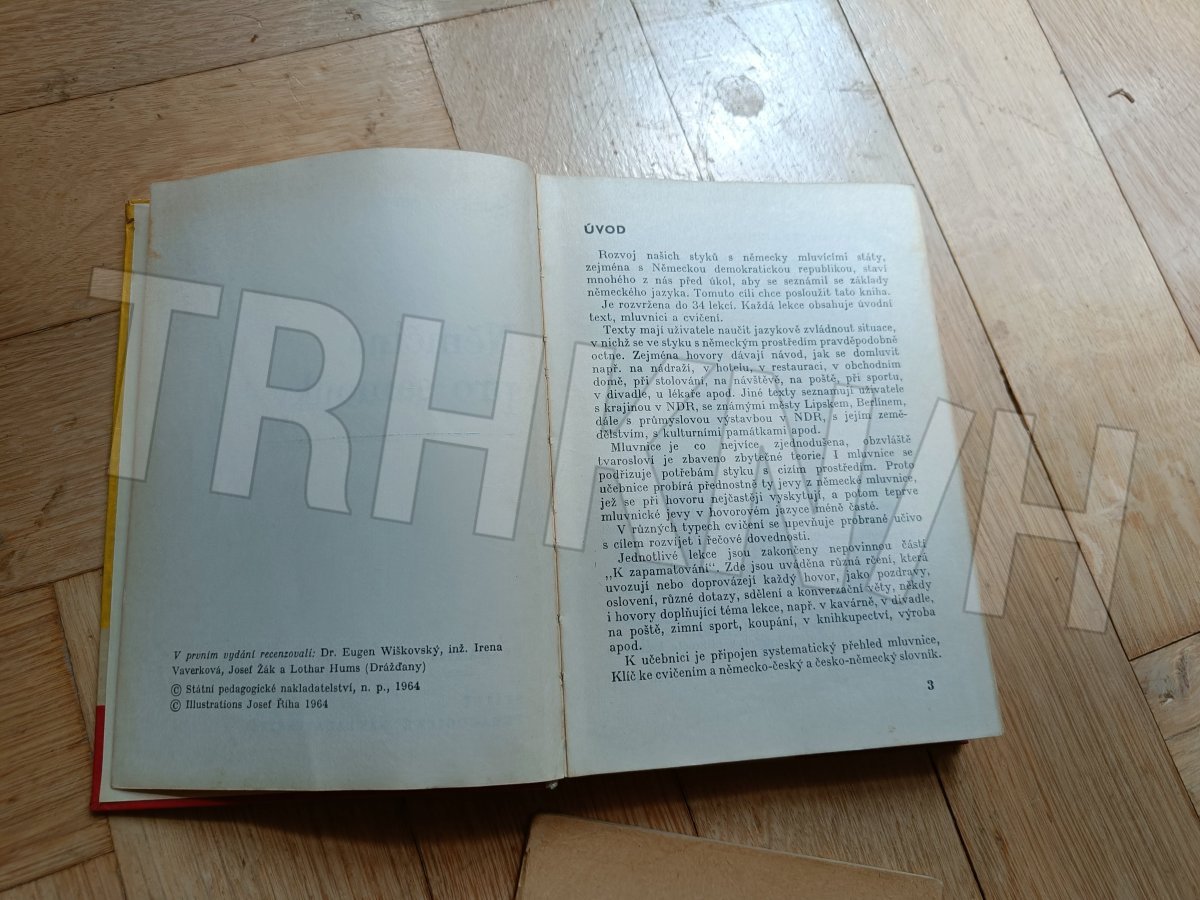 V prvním vydání recenzovali: Dr. Eugen Wiškovský, inž. Irena
Vaverková, Josef Žák a Lothar Hums (Drážďany)
© Státní pedagogické nakladatelství, n. p., 1964
© Illustrations Josef Říha 1964
ÚVOD
Rozvoj našich styků s německy mluvícími státy,
zejména s Německou demokratickou republikou, staví
mnohého z nás před úkol, aby se seznámil se základy
německého jazyka. Tomuto cíli chce posloužit tato kniha.
Je rozvržena do 34 lekcí. Každá lekce obsahuje úvodní
text, mluvnici a cvičení.
Texty mají uživatele naučit jazykově zvládnout situace,
v nichž se ve styku s německým prostředím pravděpodobně
octne. Zejména hovory dávají návod, jak se domluvit
např. na nádraží, v hotelu, v restauraci, v obchodním
domě, při stolování, na návštěvě, na poště, při sportu,
v divadle, u lékaře apod. Jiné texty seznamují uživatele
s krajinou v NDR, se známými městy Lipskem, Berlínem,
dále s průmyslovou výstavbou v NDR, s jejím země-
dělstvím, s kulturními památkami apod.
Mluvnice je co nejvíce zjednodušena, obzvláště
tvarosloví je zbaveno zbytečné teorie. I mluvnice se
podřizuje potřebám styku s cizím prostředím. Proto
učebnice probírá přednostně ty jevy z německé mluvnice,
jež se při hovoru nejčastěji vyskytují, a potom teprve
mluvnické jevy v hovorovém jazyce méně časté.
V různých typech cvičení se upevňuje probrané učivo
s cílem rozvíjet i řečové dovednosti.
Jednotlivé lekce jsou zakončeny nepovinnou částí
„K zapamatování“. Zde jsou uváděna různá rčení, která
uvozují nebo doprovázejí každý hovor, jako pozdravy,
oslovení, různé dotazy, sdělení a konverzační věty, někdy
i hovory doplňující téma lekce, např. v kavárně, v divadle,
na poště, zimní sport, koupání, v knihkupectví, výroba
apod.
K učebnici je připojen systematický přehled mluvnice,
Klíč ke cvičením a německo-český a česko-německý slovník.
3